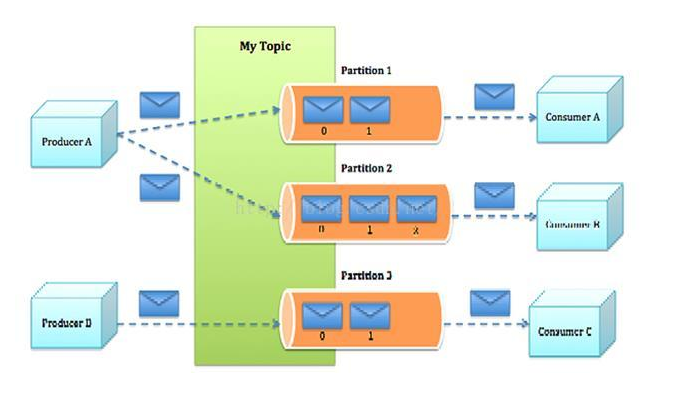 My Topic
Partition 1
0 1
Producer A
Consumer A
Partition 2
0 1 2
Consumer B
Partition 3
0 1
Producer B
Consumer C